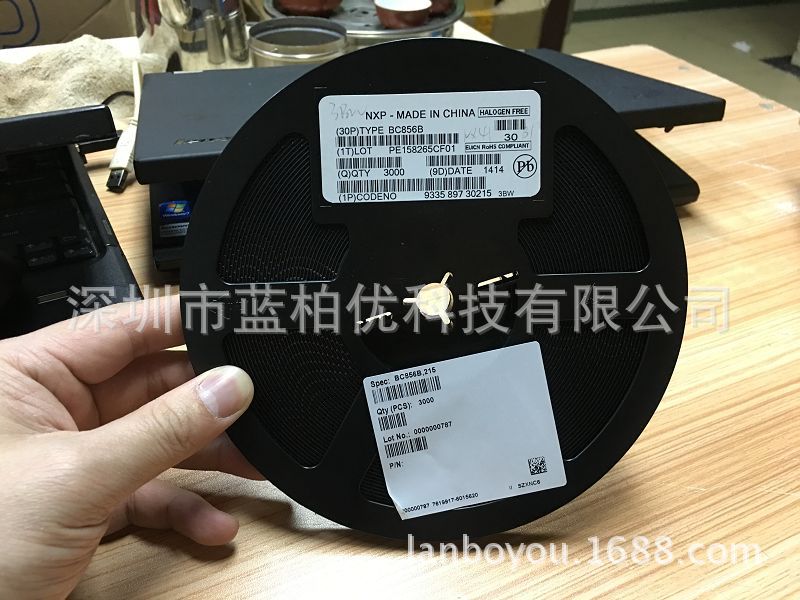 NXP - MADE IN CHINA HALOGEN FREE
(30P)TYPE BC856B
30
(1T)LOT PE158265CF01
EU/CN RoHS COMPLIANT
(Q)QTY 3000 (9D)DATE 1414
Pb
(1P)CODENO 9335 897 30215 3BW
深圳市蓝柏优科技有限公司
Spec: BC856B,215
Qty (PCS): 3000
Lot No.: 0000000787
P/N:
SZXNC6
lanboyou.1688.com